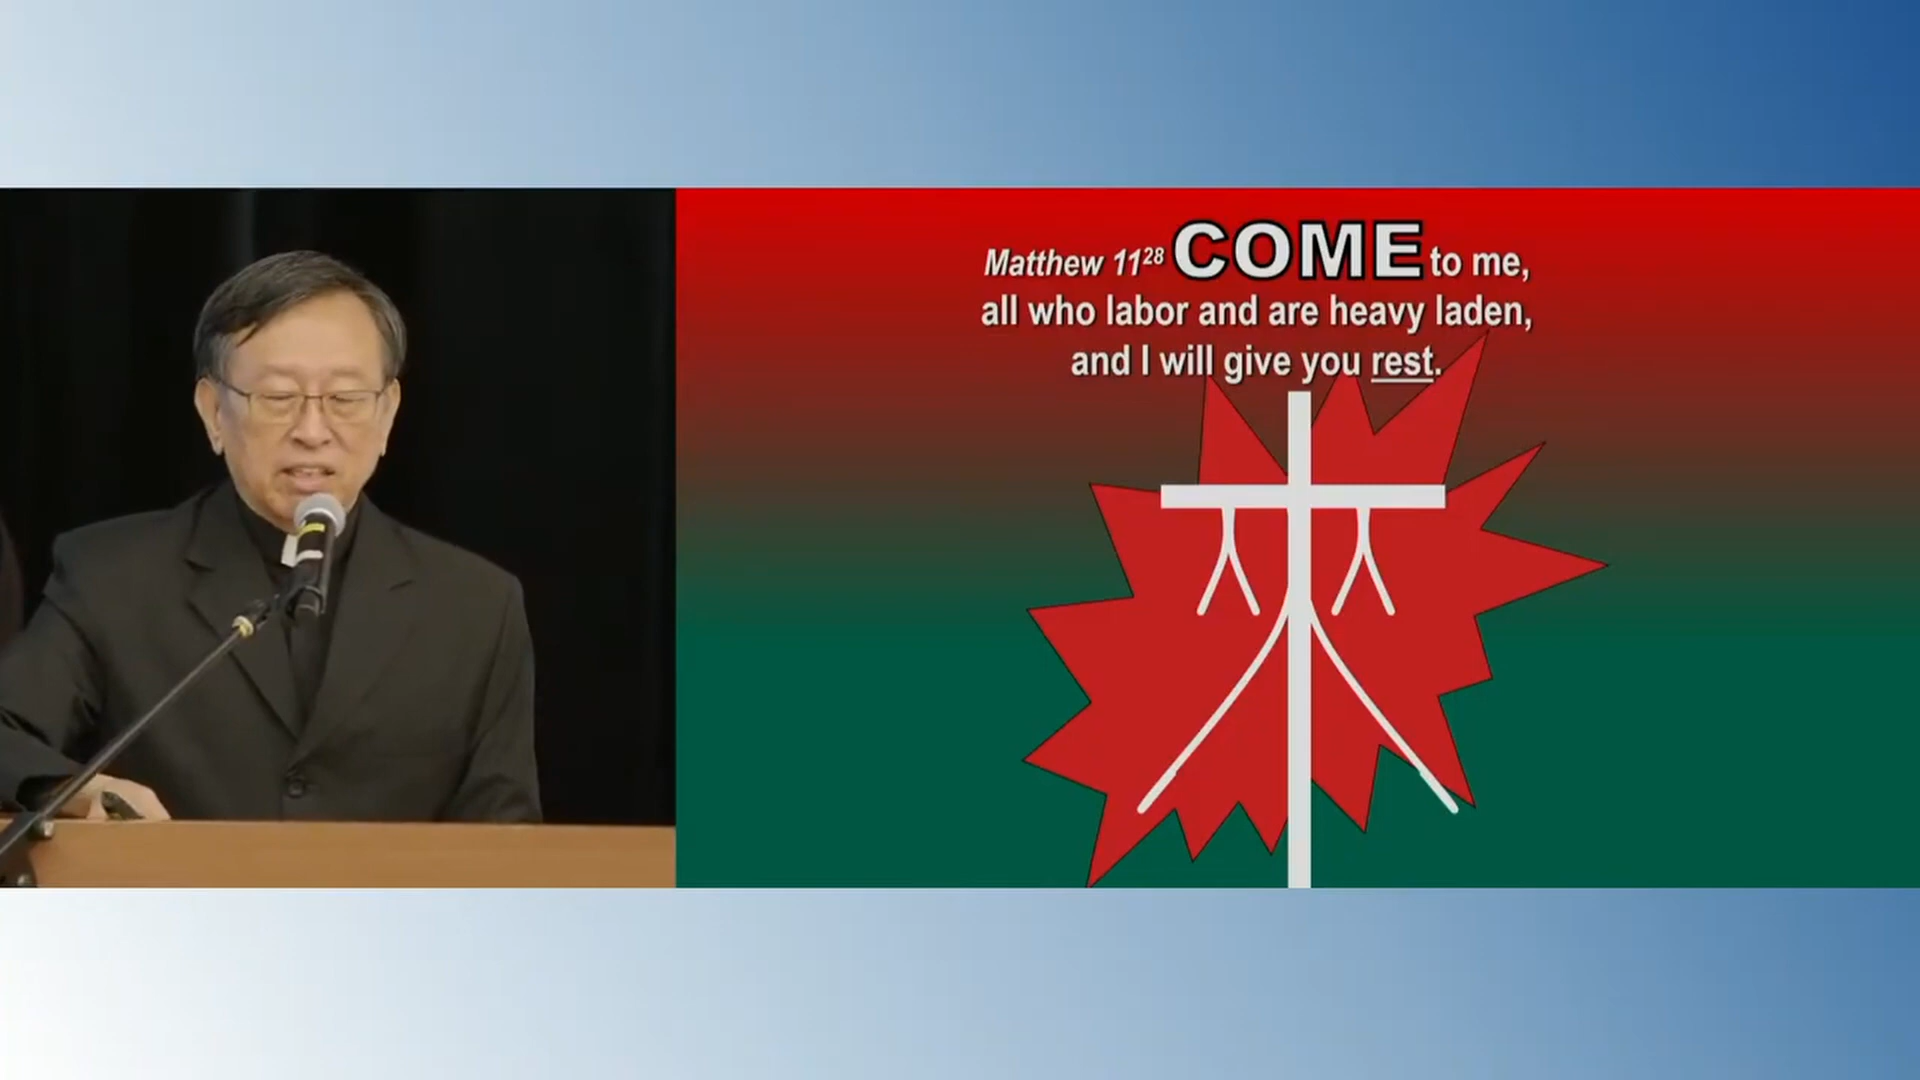 Matthew 11²⁸ COME to me,
all who labor and are heavy laden,
and I will give you rest.